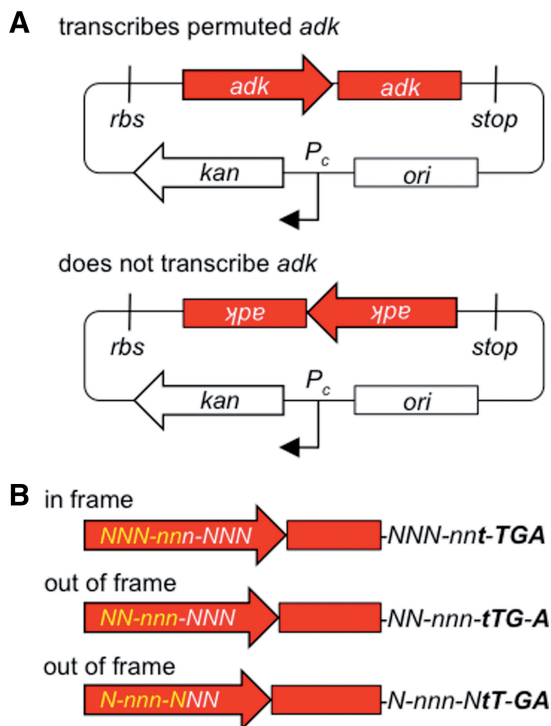 A
transcribes permuted adk
adk adk
rbs stop
Pc
kan ori
does not transcribe adk
adk adk
rbs stop
Pc
kan ori
B
in frame
NNN-nnn-NNN -NNN-nnt-TGA
out of frame
NN-nnn-NNN -NN-nnn-tTG-A
out of frame
N-nnn-NNN -N-nnn-NtT-GA